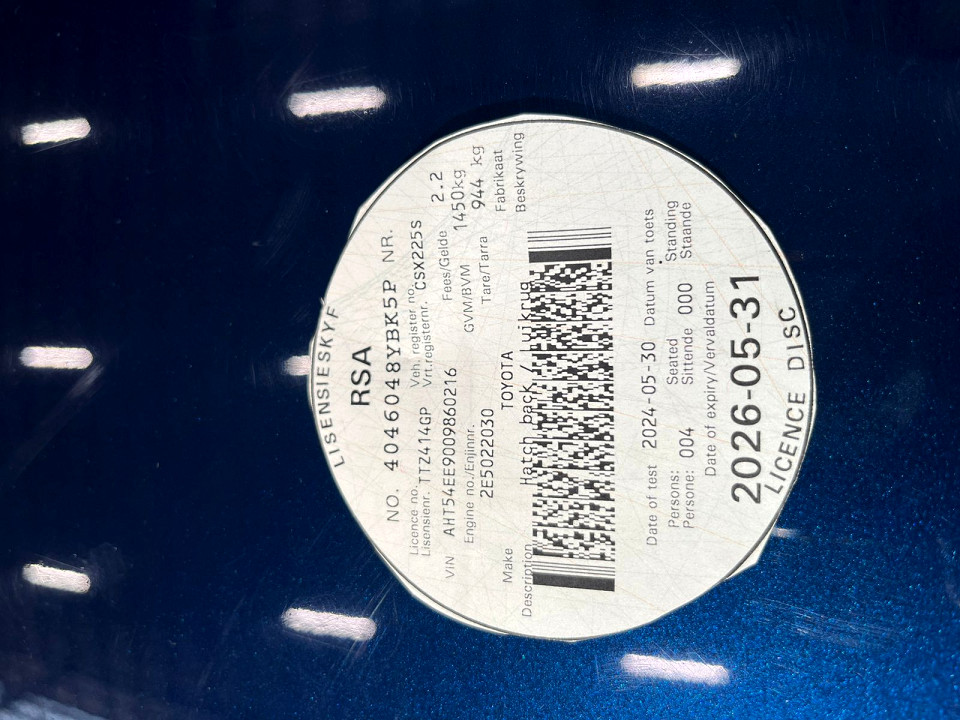 LISENSIESKYF
RSA
NO. 4046048YBK5P NR.
Licence no. Veh. register no.
Lisensienr. TTZ414GP Vrt.registernr. CSX225S
VIN AHT54EE9009860216 Fees/Gelde 2.2
Engine no./Enjinnr. GVM/BVM 1450kg
2E5022030 Tare/Tarra 944 kg
Make TOYOTA Fabrikaat
Description Hatch back / Luikrug Beskrywing
Date of test 2024-05-30 Datum van toets
Persons: 004 Seated 000 Standing
Persone: Sittende Staande
Date of expiry/Vervaldatum
2026-05-31
LICENCE DISC